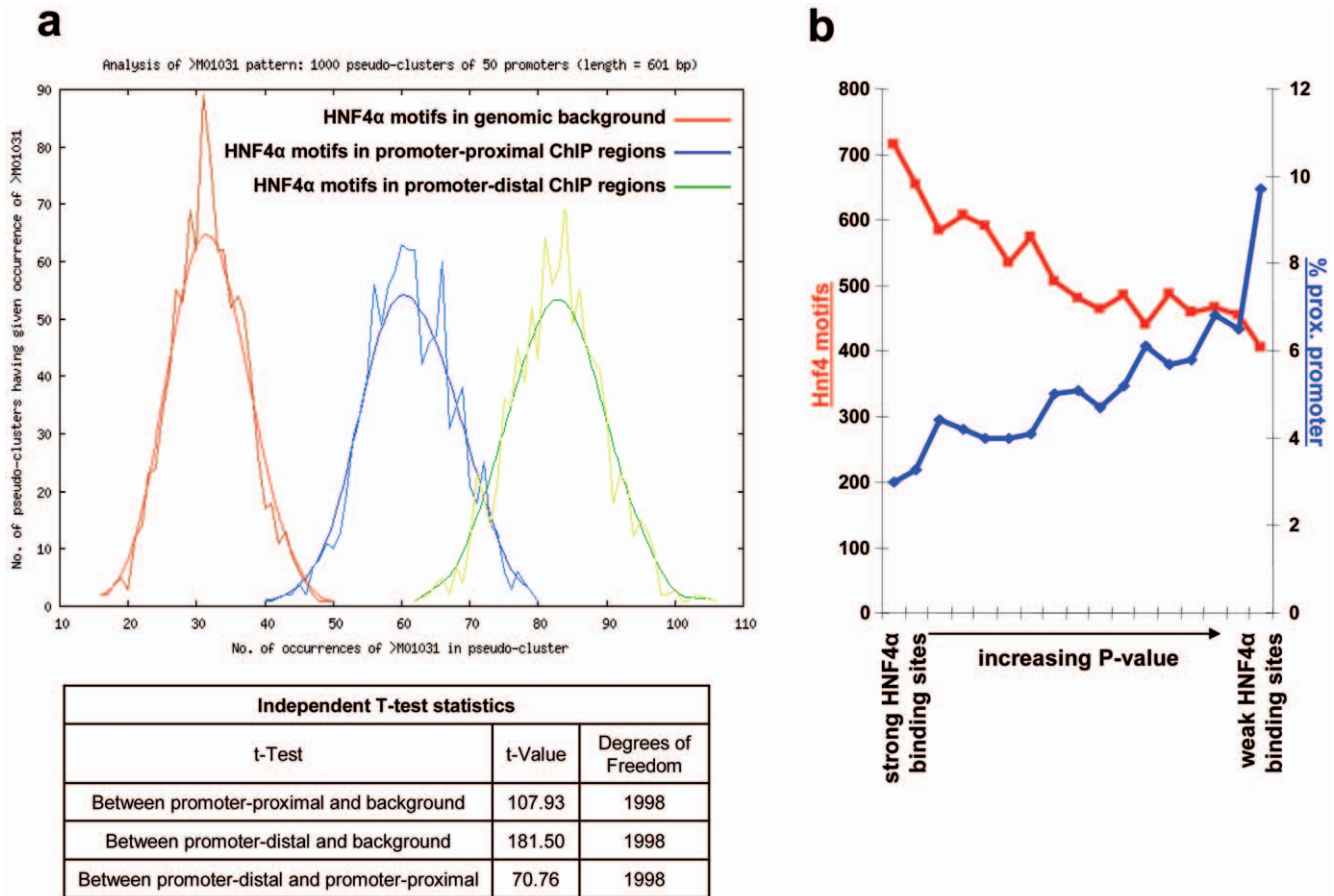 a
Analysis of >M01031 pattern: 1000 pseudo-clusters of 50 promoters (length = 601 bp)
No. of pseudo-clusters having given occurrence of >M01031
90
80
70
60
50
40
30
20
10
0
HNF4α motifs in genomic background
HNF4α motifs in promoter-proximal ChIP regions
HNF4α motifs in promoter-distal ChIP regions
10 20 30 40 50 60 70 80 90 100 110
No. of occurrences of >M01031 in pseudo-cluster
Independent T-test statistics
t-Test t-Value Degrees of
Freedom
Between promoter-proximal and background 107.93 1998
Between promoter-distal and background 181.50 1998
Between promoter-distal and promoter-proximal 70.76 1998
b
Hnf4 motifs
800
700
600
500
400
300
200
100
0
12
10
8
6
4
2
0
% prox. promoter
strong HNF4α
binding sites
increasing P-value
weak HNF4α
binding sites